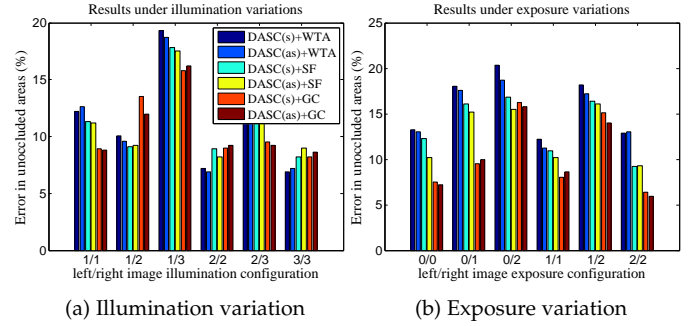 Results under illumination variations
Error in unoccluded areas (%)
20
15
10
5
0
DASC(s)+WTA
DASC(as)+WTA
DASC(s)+SF
DASC(as)+SF
DASC(s)+GC
DASC(as)+GC
1/1 1/2 1/3 2/2 2/3 3/3
left/right image illumination configuration
(a) Illumination variation
Results under exposure variations
Error in unoccluded areas (%)
25
20
15
10
5
0
0/0 0/1 0/2 1/1 1/2 2/2
left/right image exposure configuration
(b) Exposure variation